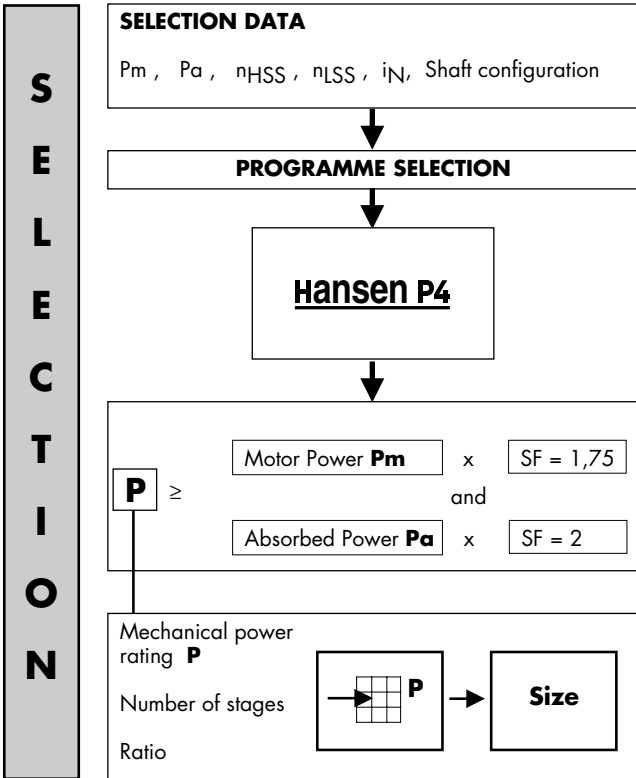 SELECTION
SELECTION DATA
Pm , Pa , nHSS , nLSS , iN, Shaft configuration
PROGRAMME SELECTION
Hansen P4
Motor Power Pm x SF = 1,75
P ≥
and
Absorbed Power Pa x SF = 2
Mechanical power
rating P
Number of stages
Ratio
P
Size